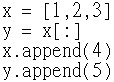 x = [1,2,3]
y = x[:]
x.append(4)
y.append(5)